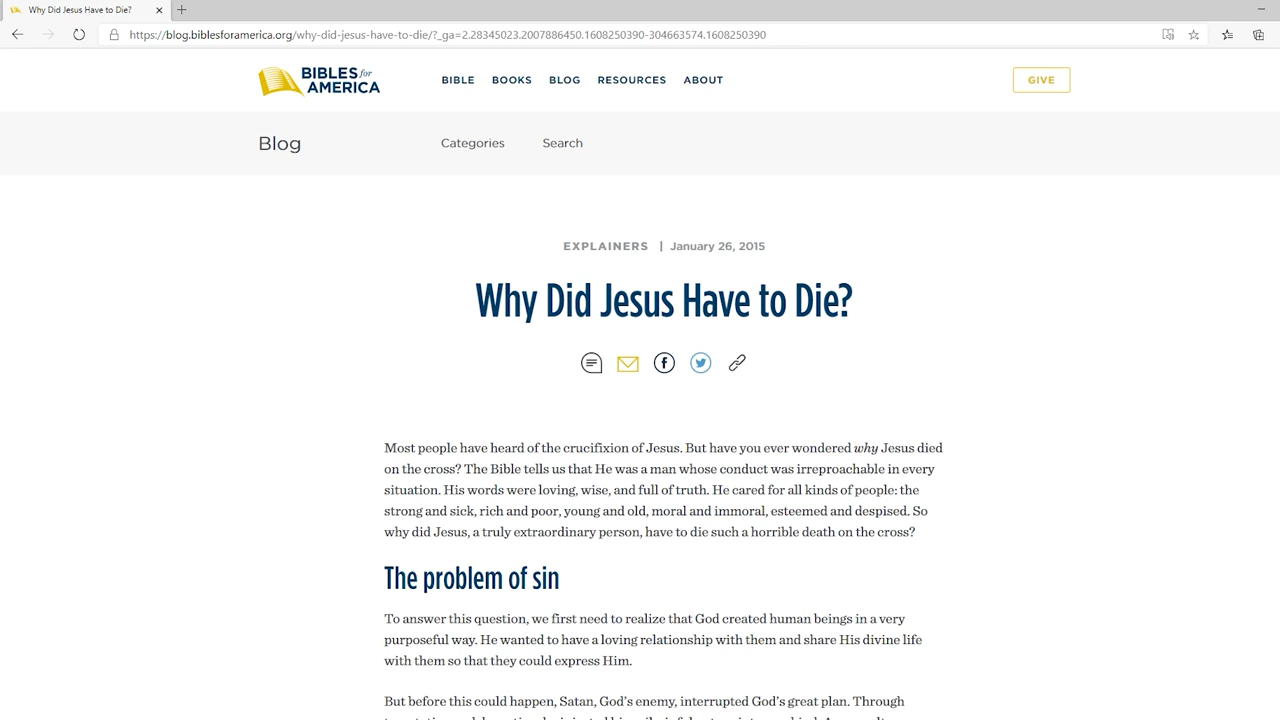 Why Did Jesus Have to Die?
https://blog.biblesforamerica.org/why-did-jesus-have-to-die/?_ga=2.28345023.2007886450.1608250390-304663574.1608250390
BIBLES for
AMERICA
BIBLE BOOKS BLOG RESOURCES ABOUT
GIVE
Blog Categories Search
EXPLAINERS | January 26, 2015
Why Did Jesus Have to Die?
Most people have heard of the crucifixion of Jesus. But have you ever wondered why Jesus died
on the cross? The Bible tells us that He was a man whose conduct was irreproachable in every
situation. His words were loving, wise, and full of truth. He cared for all kinds of people: the
strong and sick, rich and poor, young and old, moral and immoral, esteemed and despised. So
why did Jesus, a truly extraordinary person, have to die such a horrible death on the cross?
The problem of sin
To answer this question, we first need to realize that God created human beings in a very
purposeful way. He wanted to have a loving relationship with them and share His divine life
with them so that they could express Him.
But before this could happen, Satan, God's enemy, interrupted God's great plan. Through